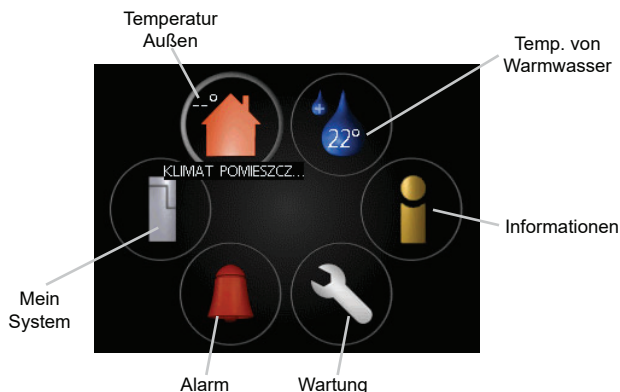 Temperatur
Außen
Temp. von
Warmwasser
--°
22°
KLIMAT POMIESZCZ...
Informationen
Mein
System
Alarm
Wartung